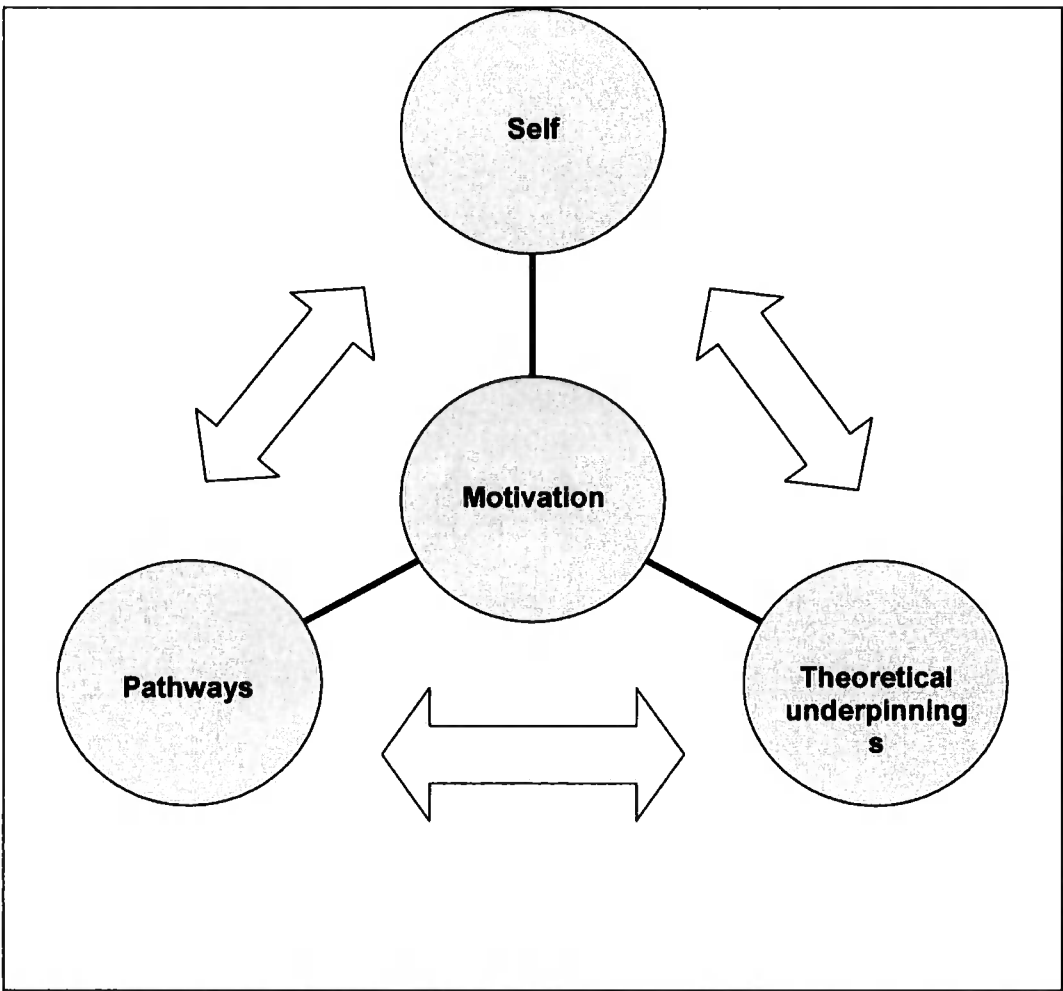 Self
Motivation
Pathways
Theoretical
underpinning
s